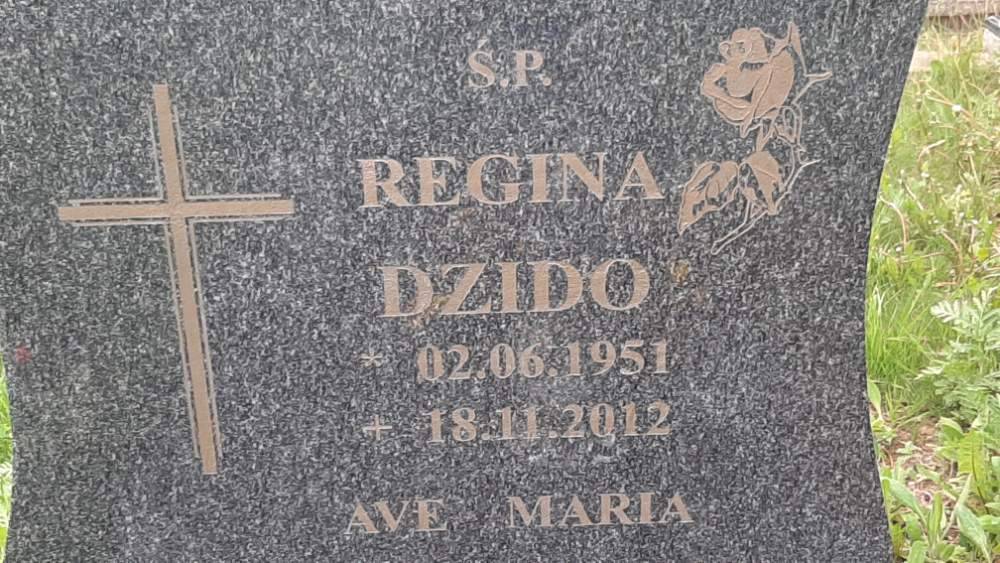 Ś.P.
REGINA
DZIDO
* 02.06.1951
+ 18.11.2012
AVE MARIA